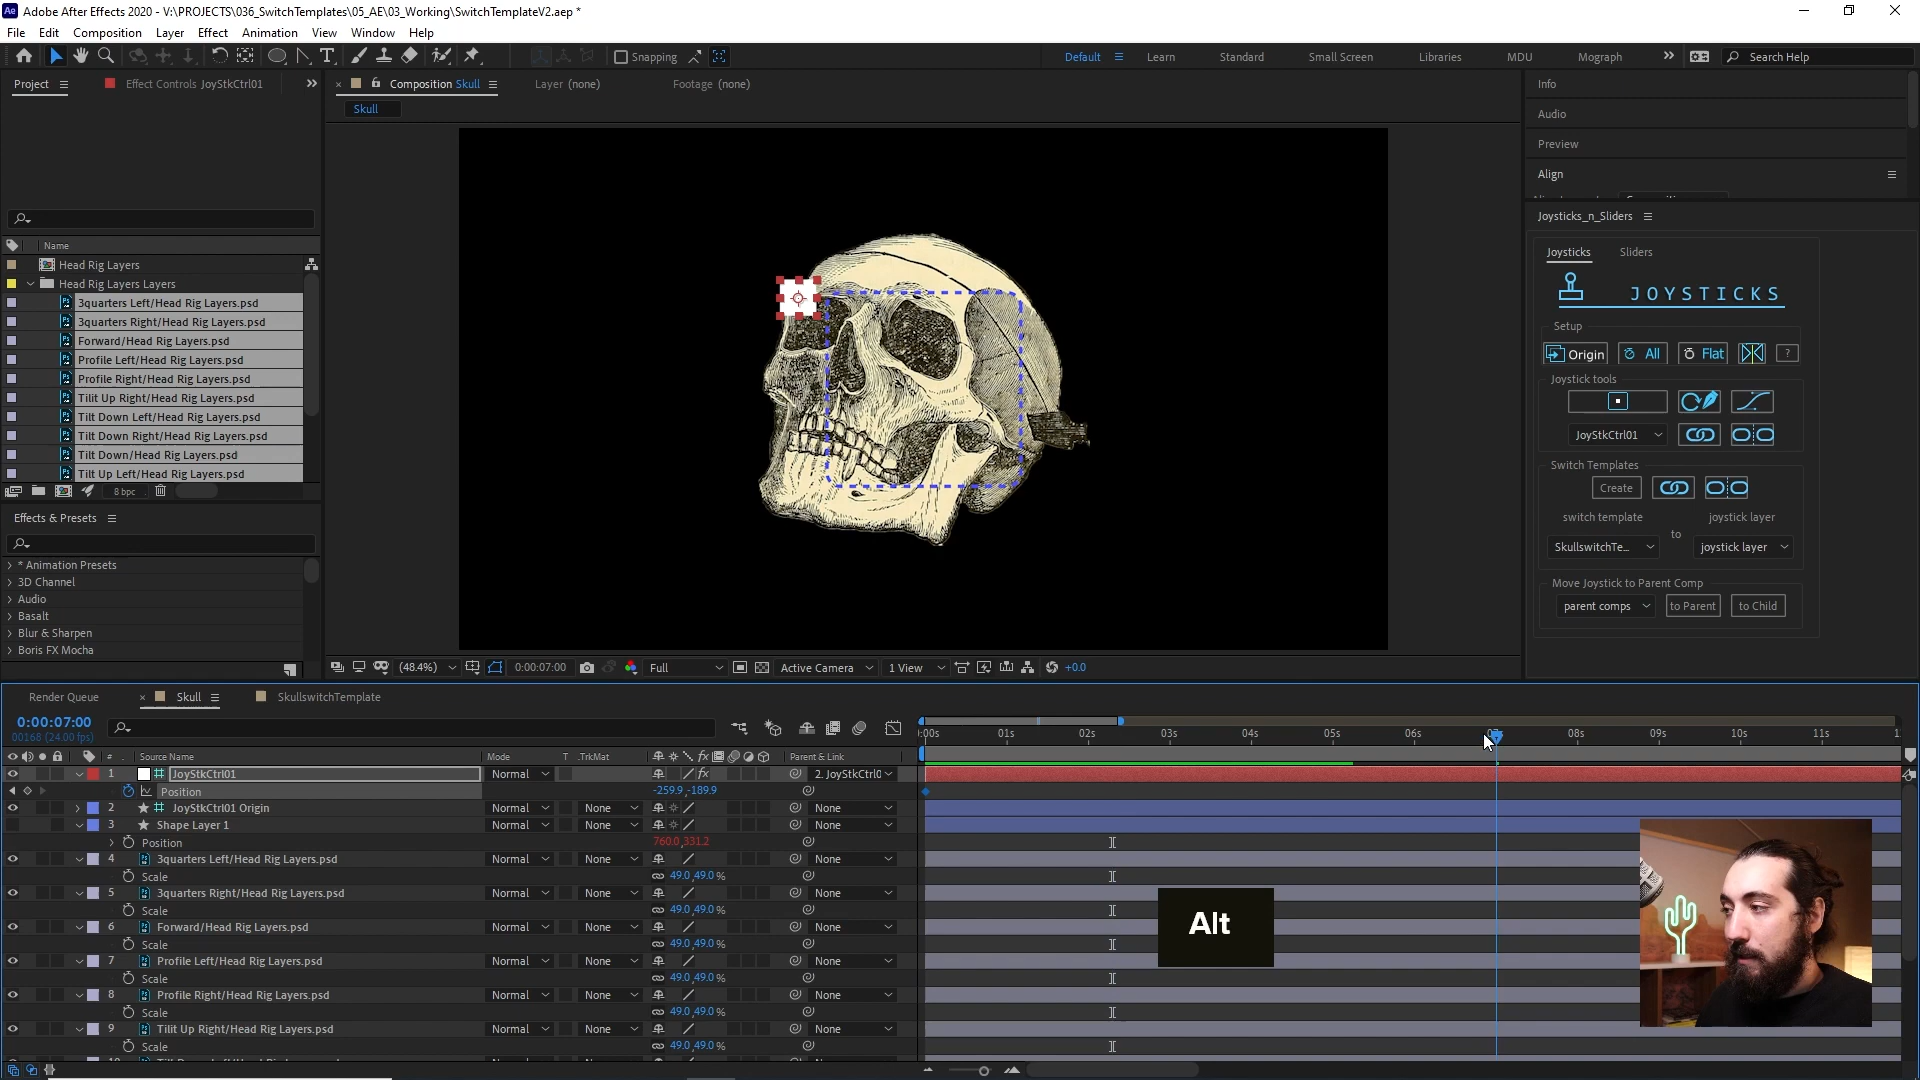 Adobe After Effects 2020 - V:\PROJECTS\036_SwitchTemplates\05_AE\03_Working\SwitchTemplateV2.aep *
File Edit Composition Layer Effect Animation View Window Help
Snapping Default Learn Standard Small Screen Libraries MDU Mograph Search Help
Project Effect Controls JoyStkCtrl01
Composition Skull Layer (none) Footage (none)
Skull
Name
Head Rig Layers
Head Rig Layers Layers
3quarters Left/Head Rig Layers.psd
3quarters Right/Head Rig Layers.psd
Forward/Head Rig Layers.psd
Profile Left/Head Rig Layers.psd
Profile Right/Head Rig Layers.psd
Tilit Up Right/Head Rig Layers.psd
Tilt Down Left/Head Rig Layers.psd
Tilt Down Right/Head Rig Layers.psd
Tilt Down/Head Rig Layers.psd
Tilt Up Left/Head Rig Layers.psd
8 bpc
Effects & Presets
* Animation Presets
3D Channel
Audio
Basalt
Blur & Sharpen
Boris FX Mocha
(48.4%) 0:00:07:00 Full Active Camera 1 View +0.0
Info
Audio
Preview
Align
Joysticks_n_Sliders
Joysticks Sliders
JOYSTICKS
Setup
Origin All Flat ?
Joystick tools
JoyStkCtrl01
Switch Templates
Create
switch template joystick layer
to
SkullswitchTe... joystick layer
Move Joystick to Parent Comp
parent comps to Parent to Child
Render Queue Skull SkullswitchTemplate
0:00:07:00
00168 (24.00 fps)
:00s 01s 02s 03s 04s 05s 06s 07s 08s 09s 10s 11s
# Source Name Mode T .TrkMat Parent & Link
1 JoyStkCtrl01 Normal 2. JoyStkCtrl0
Position -259.9,-189.9
2 JoyStkCtrl01 Origin Normal None None
3 Shape Layer 1 Normal None None
Position 760.0,331.2
4 3quarters Left/Head Rig Layers.psd Normal None None
Scale 49.0,49.0%
5 3quarters Right/Head Rig Layers.psd Normal None None
Scale 49.0,49.0%
6 Forward/Head Rig Layers.psd Normal None None
Scale 49.0,49.0%
7 Profile Left/Head Rig Layers.psd Normal None None
Scale 49.0,49.0%
8 Profile Right/Head Rig Layers.psd Normal None None
Scale 49.0,49.0%
9 Tilit Up Right/Head Rig Layers.psd Normal None None
Scale 49.0,49.0%
Alt